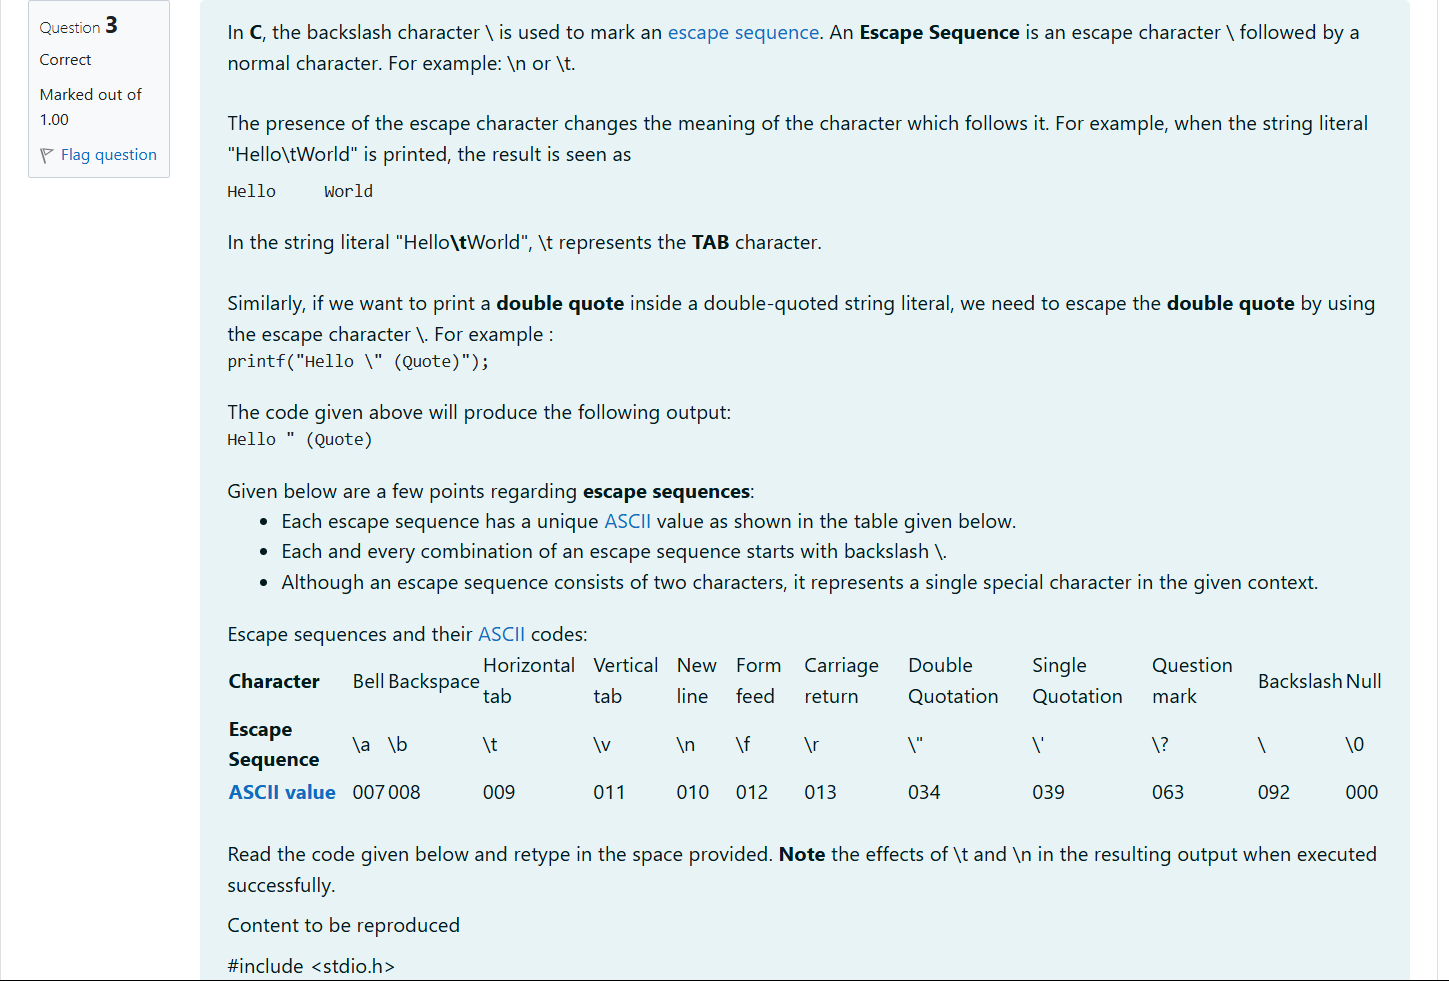 Question 3
Correct
Marked out of
1.00
Flag question
In C, the backslash character \ is used to mark an escape sequence. An Escape Sequence is an escape character \ followed by a
normal character. For example: \n or \t.
The presence of the escape character changes the meaning of the character which follows it. For example, when the string literal
"Hello\tWorld" is printed, the result is seen as
Hello     World
In the string literal "Hello\tWorld", \t represents the TAB character.
Similarly, if we want to print a double quote inside a double-quoted string literal, we need to escape the double quote by using
the escape character \. For example :
printf("Hello \" (Quote)");
The code given above will produce the following output:
Hello " (Quote)
Given below are a few points regarding escape sequences:
• Each escape sequence has a unique ASCII value as shown in the table given below.
• Each and every combination of an escape sequence starts with backslash \.
• Although an escape sequence consists of two characters, it represents a single special character in the given context.
Escape sequences and their ASCII codes:
Character Bell Backspace Horizontal tab Vertical tab New line Form feed Carriage return Double Quotation Single Quotation Question mark Backslash Null
Escape Sequence \a \b \t \v \n \f \r \" \' \? \ \0
ASCII value 007 008 009 011 010 012 013 034 039 063 092 000
Read the code given below and retype in the space provided. Note the effects of \t and \n in the resulting output when executed
successfully.
Content to be reproduced
#include <stdio.h>